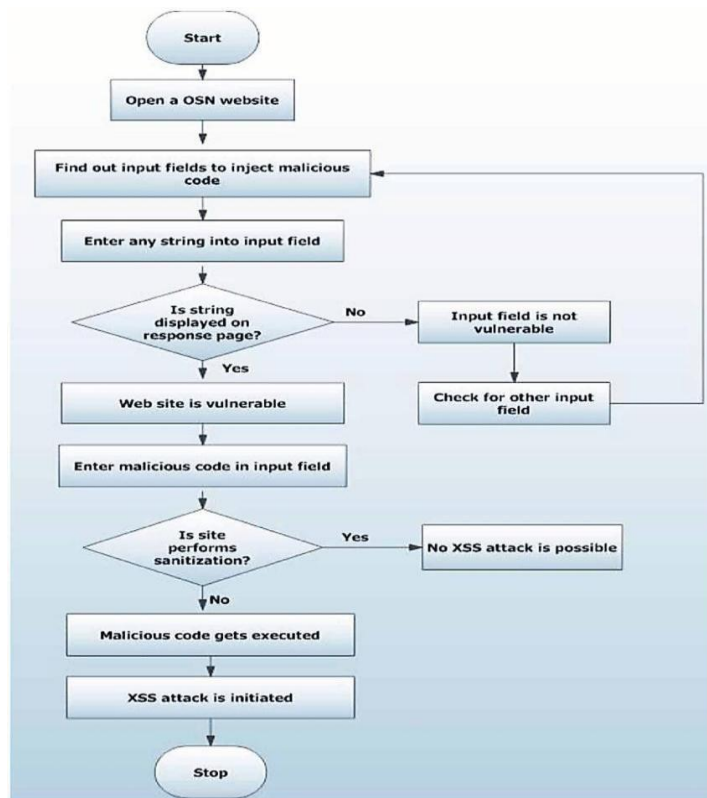 Start
Open a OSN website
Find out input fields to inject malicious
code
Enter any string into input field
Is string
displayed on
response page?
No
Input field is not
vulnerable
Yes
Check for other input
field
Web site is vulnerable
Enter malicious code in input field
Is site
performs
sanitization?
Yes
No XSS attack is possible
No
Malicious code gets executed
XSS attack is initiated
Stop